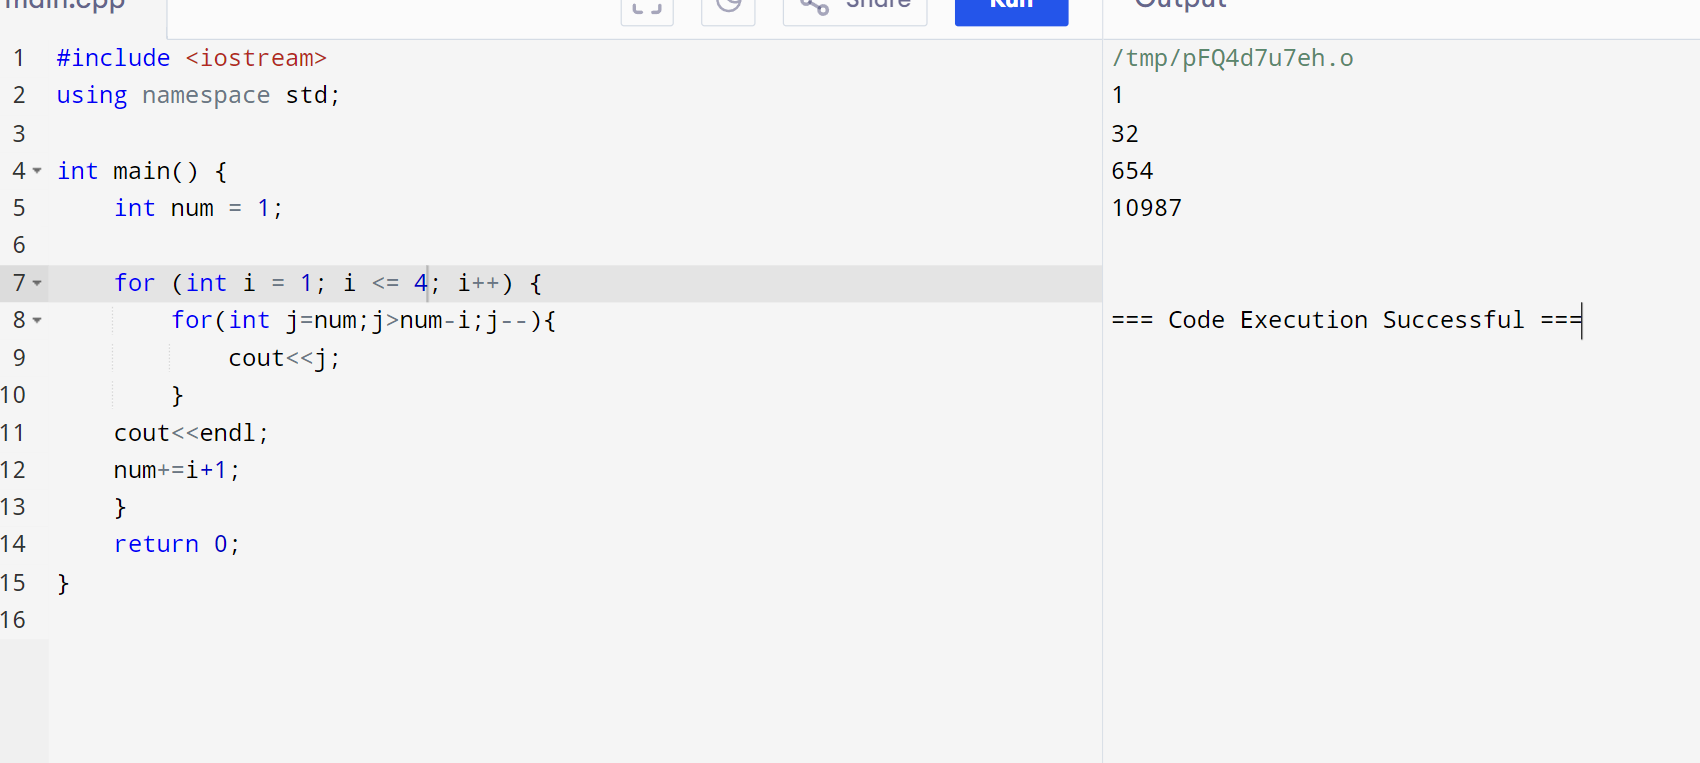 main.cpp
Share
Run
Output
1 #include <iostream>
2 using namespace std;
3
4 int main() {
5 int num = 1;
6
7 for (int i = 1; i <= 4; i++) {
8 for(int j=num;j>num-i;j--){
9 cout<<j;
10 }
11 cout<<endl;
12 num+=i+1;
13 }
14 return 0;
15 }
16
/tmp/pFQ4d7u7eh.o
1
32
654
10987
=== Code Execution Successful ===